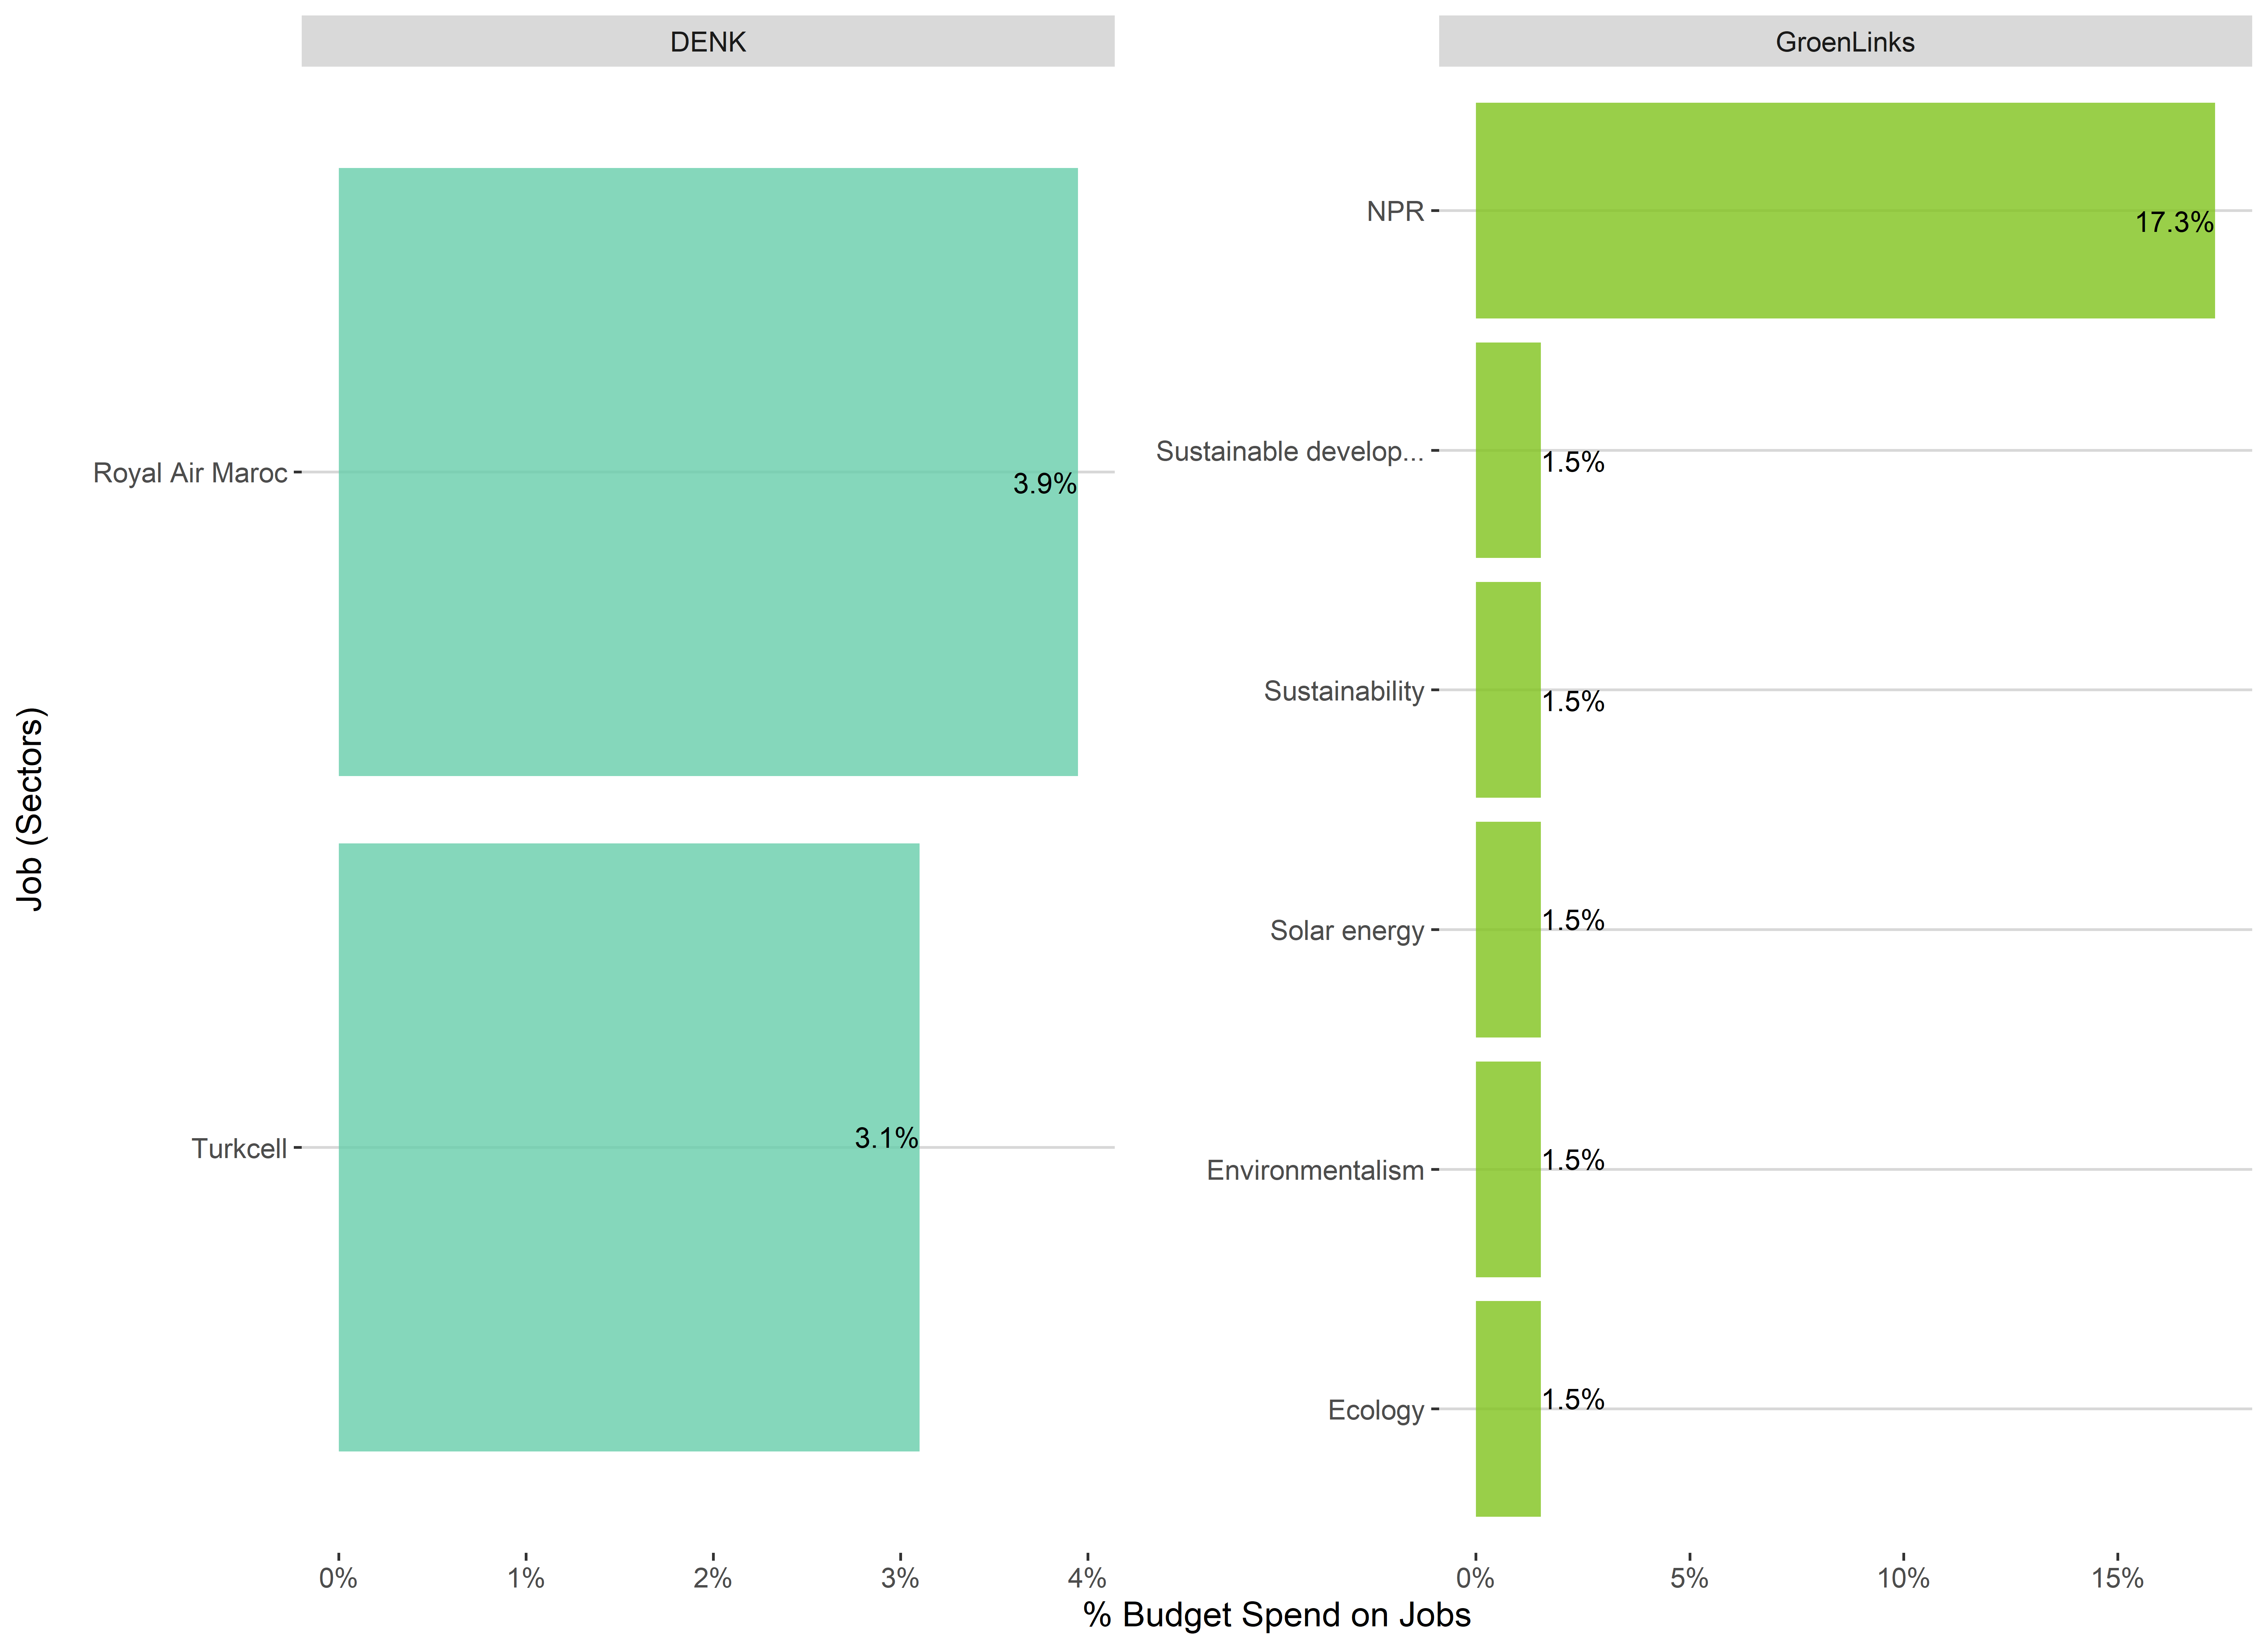 DENK
GroenLinks
Job (Sectors)
Royal Air Maroc
3.9%
Turkcell
3.1%
0%
1%
2%
3%
4%
NPR
17.3%
Sustainable develop...
1.5%
Sustainability
1.5%
Solar energy
1.5%
Environmentalism
1.5%
Ecology
1.5%
0%
5%
10%
15%
% Budget Spend on Jobs